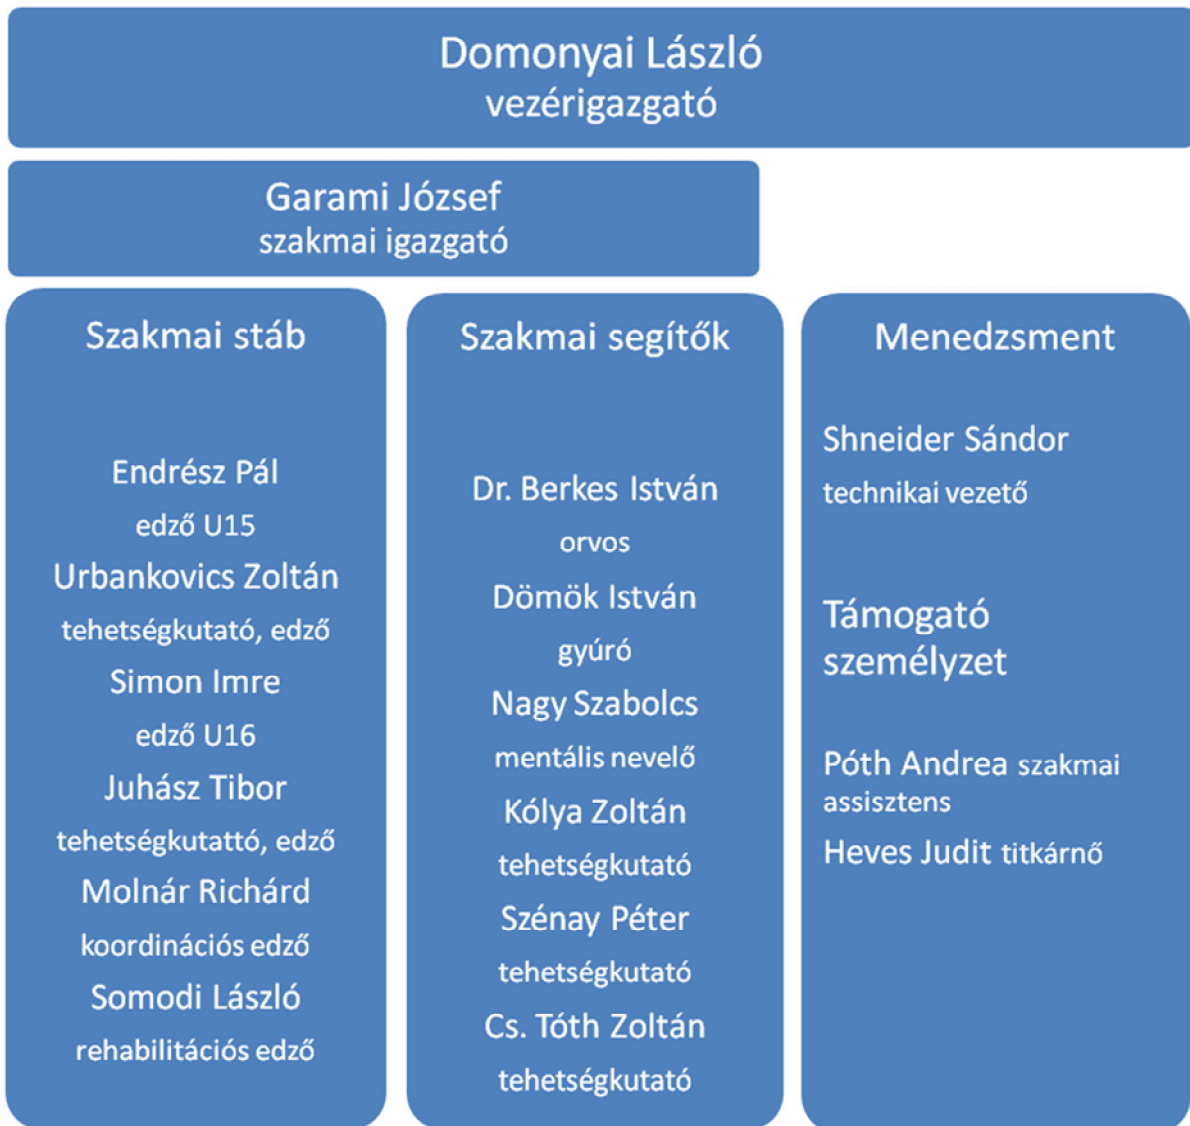 Domonyai László
vezérigazgató
Garami József
szakmai igazgató
Szakmai stáb
Endrész Pál
edző U15
Urbankovics Zoltán
tehetségkutató, edző
Simon Imre
edző U16
Juhász Tibor
tehetségkutattó, edző
Molnár Richárd
koordinációs edző
Somodi László
rehabilitációs edző
Szakmai segítők
Dr. Berkes István
orvos
Dömök István
gyúró
Nagy Szabolcs
mentális nevelő
Kólya Zoltán
tehetségkutató
Szénay Péter
tehetségkutató
Cs. Tóth Zoltán
tehetségkutató
Menedzsment
Shneider Sándor
technikai vezető
Támogató
személyzet
Póth Andrea szakmai
assisztens
Heves Judit titkárnő